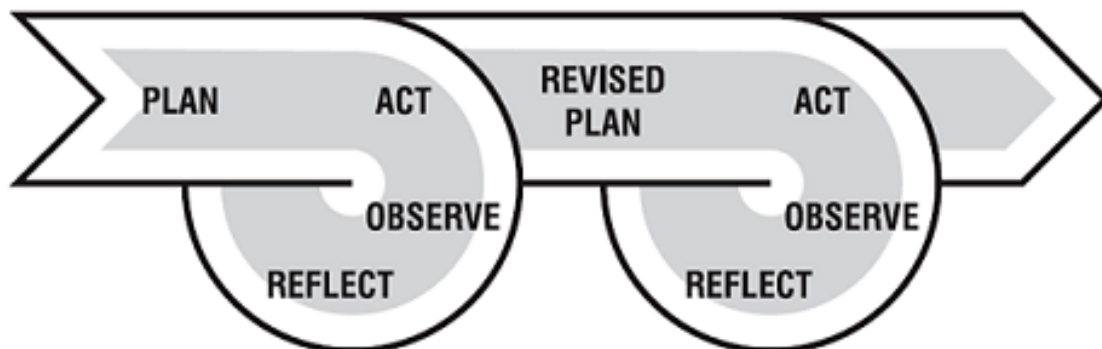 PLAN
ACT
OBSERVE
REFLECT
REVISED
PLAN
ACT
OBSERVE
REFLECT